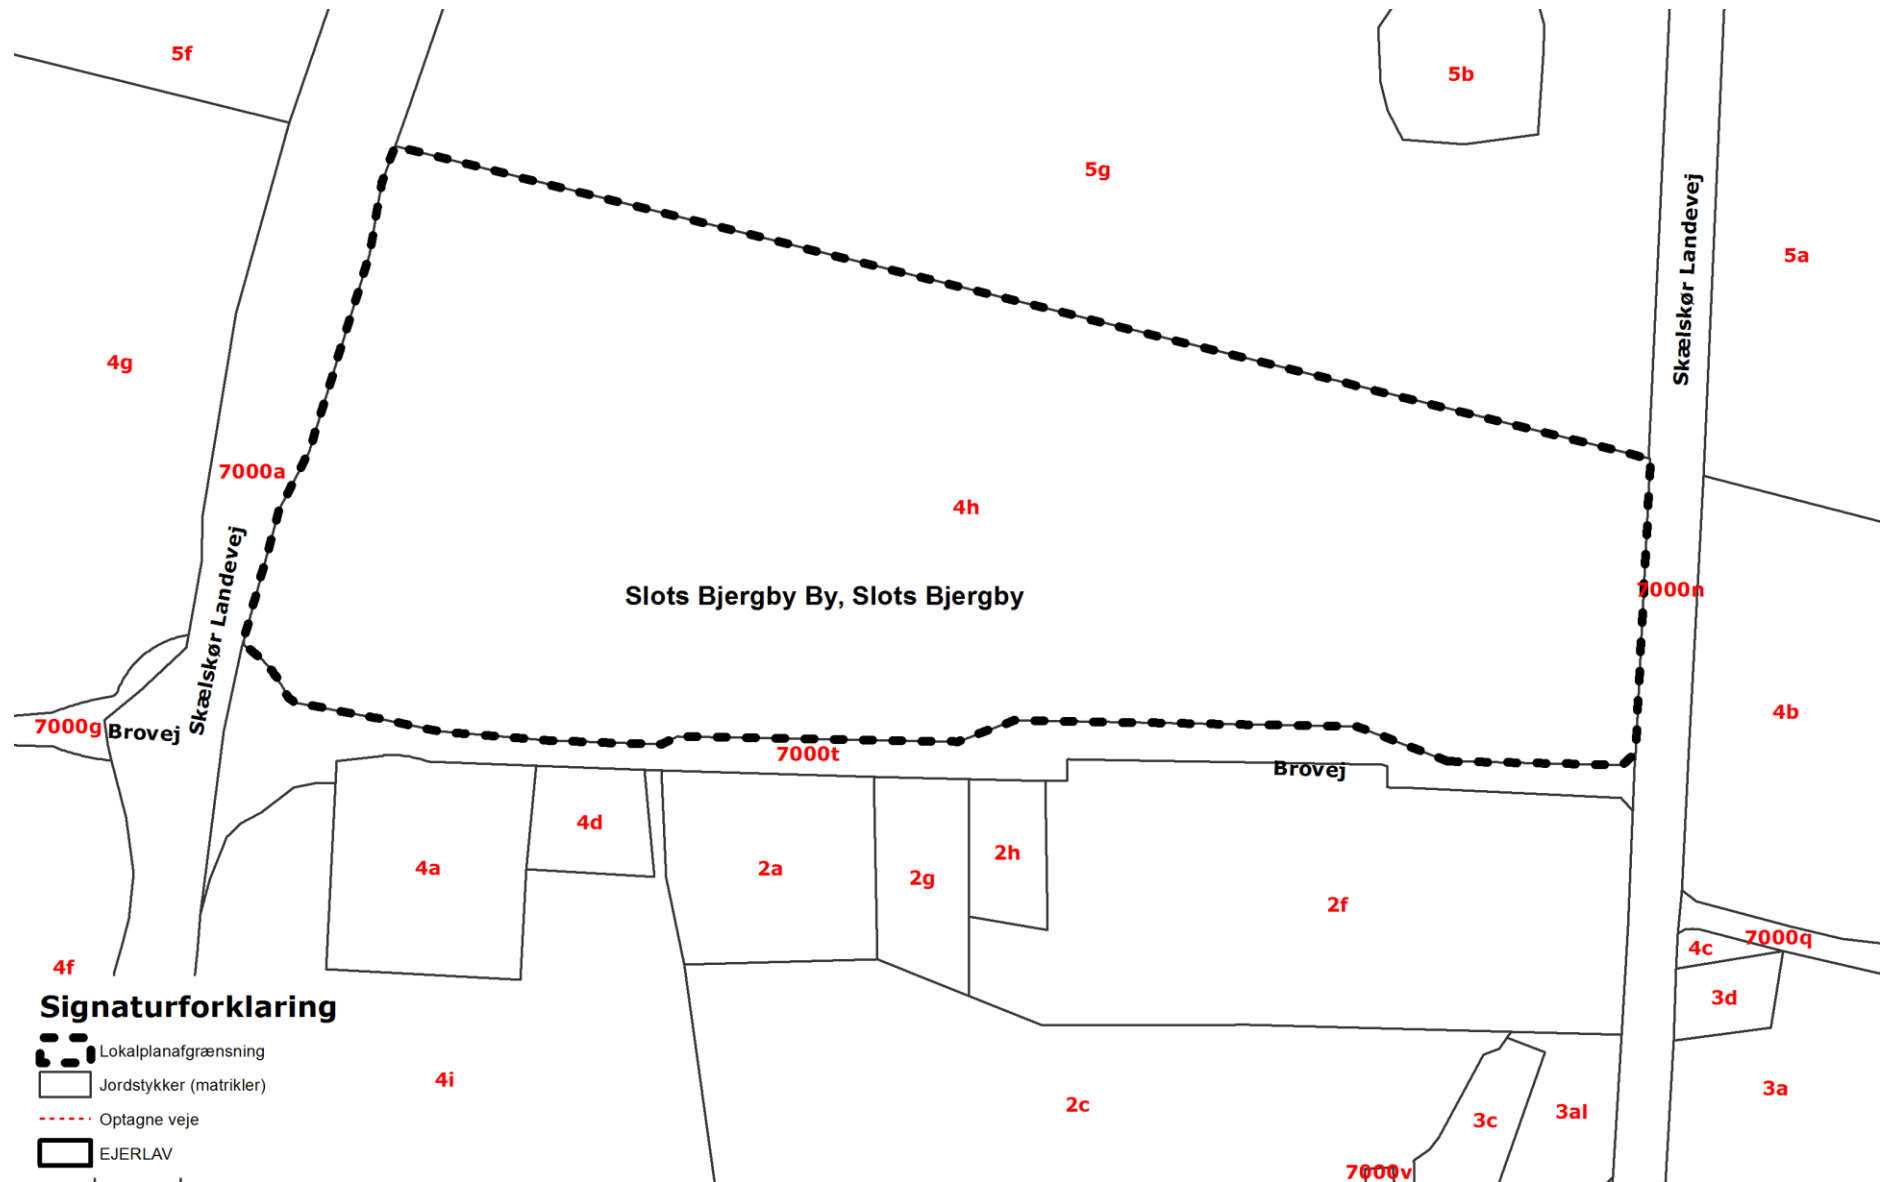 5f
5b
5g
Skælskør Landevej
5a
4g
7000a
4h
Skælskør Landevej
7000n
Slots Bjergby By, Slots Bjergby
4b
7000g
Brovej
7000t
Brovej
4d
4a
2a
2g
2h
2f
4c
7000q
4f
3d
Signaturforklaring
Lokalplanafgrænsning
Jordstykker (matrikler)
Optagne veje
EJERLAV
4i
2c
3c
3al
3a
7000v